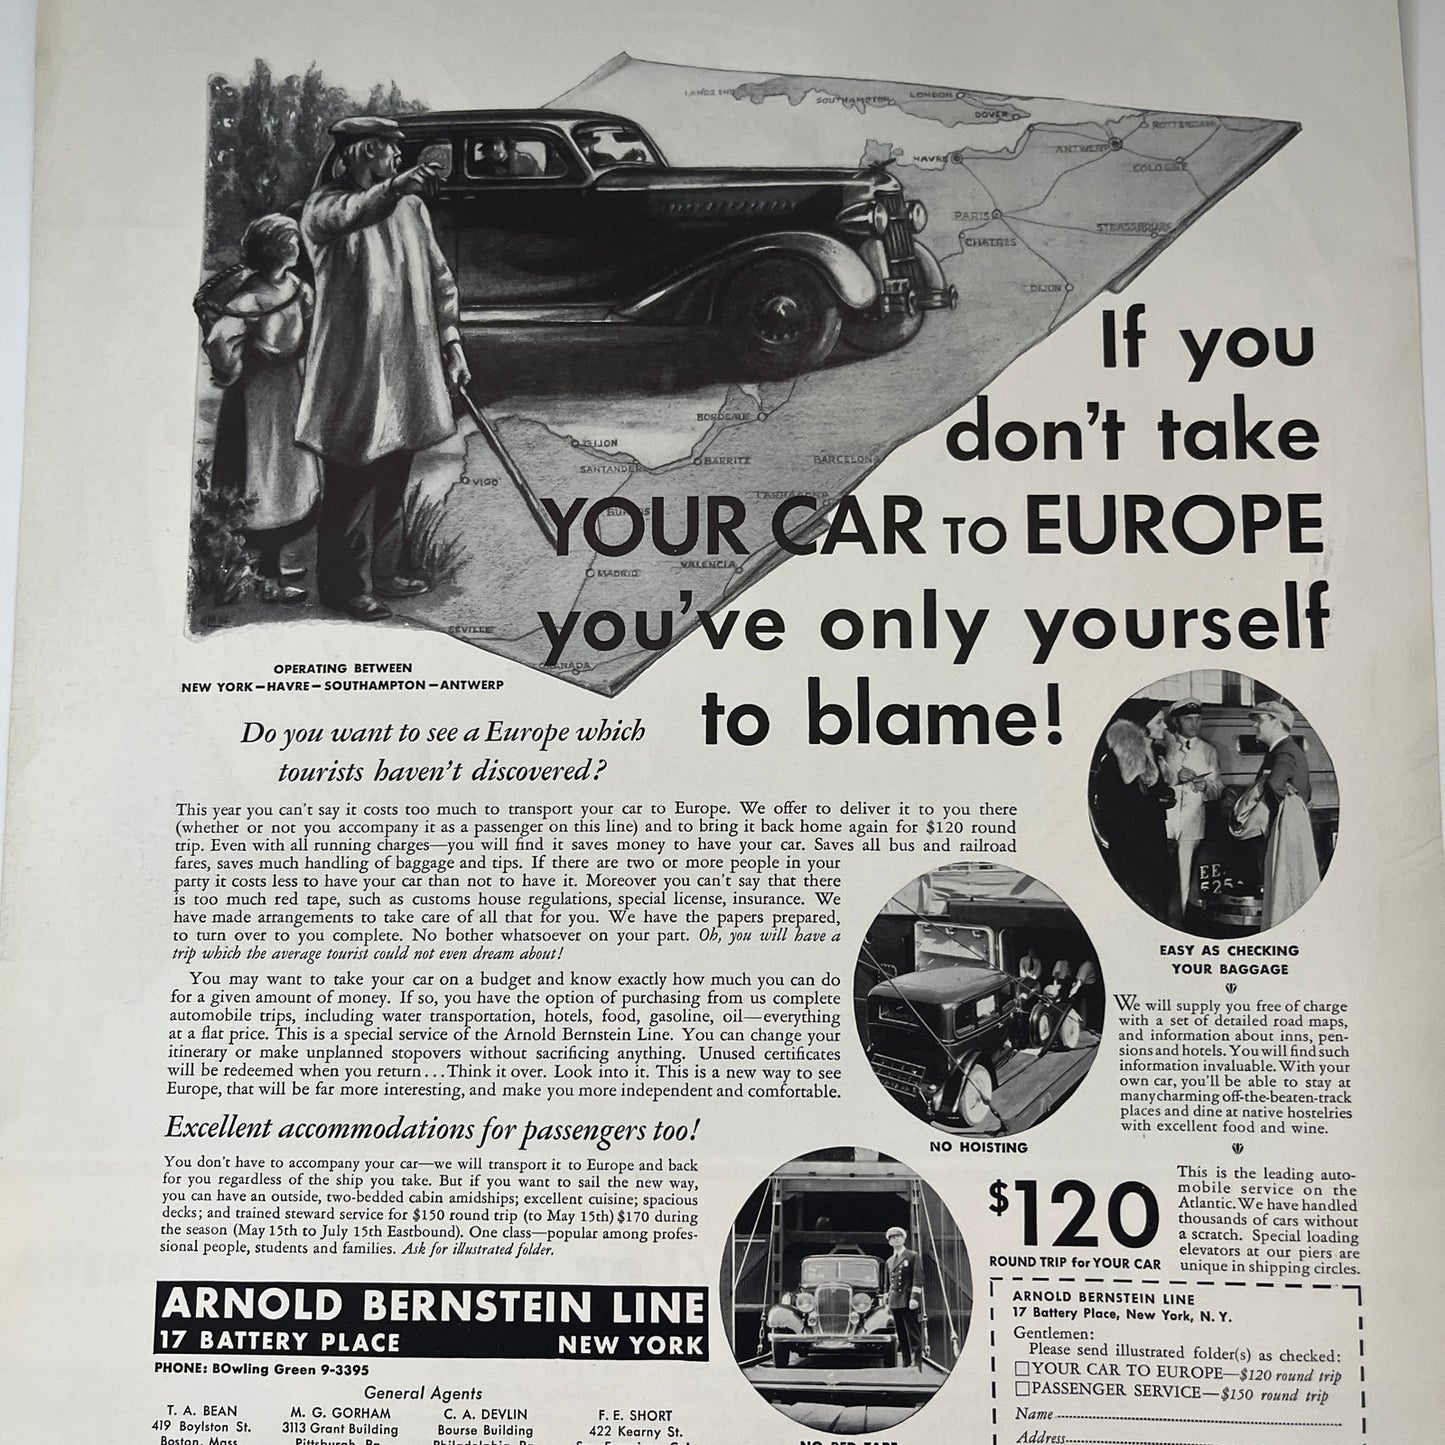 LANDS END
SOUTHAMPTON
LONDON
DOVER
ROTTERDAM
HAVRE
ANTWERP
COLOGNE
PARIS
STRASSBOURG
CHATRES
DIJON
BORDEAUX
GIJON
SANTANDER
BIARRITZ
BARCELONA
VIGO
TARRAGONA
BURGOS
MADRID
VALENCIA
SEVILLE
GRANADA
If you
don't take
YOUR CAR TO EUROPE
you've only yourself
to blame!
OPERATING BETWEEN
NEW YORK—HAVRE—SOUTHAMPTON—ANTWERP
Do you want to see a Europe which
tourists haven't discovered?
This year you can't say it costs too much to transport your car to Europe. We offer to deliver it to you there
(whether or not you accompany it as a passenger on this line) and to bring it back home again for $120 round
trip. Even with all running charges—you will find it saves money to have your car. Saves all bus and railroad
fares, saves much handling of baggage and tips. If there are two or more people in your
party it costs less to have your car than not to have it. Moreover you can't say that there
is too much red tape, such as customs house regulations, special license, insurance. We
have made arrangements to take care of all that for you. We have the papers prepared,
to turn over to you complete. No bother whatsoever on your part. Oh, you will have a
trip which the average tourist could not even dream about!
You may want to take your car on a budget and know exactly how much you can do
for a given amount of money. If so, you have the option of purchasing from us complete
automobile trips, including water transportation, hotels, food, gasoline, oil—everything
at a flat price. This is a special service of the Arnold Bernstein Line. You can change your
itinerary or make unplanned stopovers without sacrificing anything. Unused certificates
will be redeemed when you return...Think it over. Look into it. This is a new way to see
Europe, that will be far more interesting, and make you more independent and comfortable.
Excellent accommodations for passengers too!
You don't have to accompany your car—we will transport it to Europe and back
for you regardless of the ship you take. But if you want to sail the new way,
you can have an outside, two-bedded cabin amidships; excellent cuisine; spacious
decks; and trained steward service for $150 round trip (to May 15th) $170 during
the season (May 15th to July 15th Eastbound). One class—popular among profes-
sional people, students and families. Ask for illustrated folder.
ARNOLD BERNSTEIN LINE
17 BATTERY PLACE NEW YORK
PHONE: BOwling Green 9-3395
General Agents
T. A. BEAN
419 Boylston St.
Boston, Mass.
M. G. GORHAM
3113 Grant Building
Pittsburgh, Pa.
C. A. DEVLIN
Bourse Building
Philadelphia, Pa.
F. E. SHORT
422 Kearny St.
San Francisco, Cal.
EE.
525
EASY AS CHECKING
YOUR BAGGAGE
We will supply you free of charge
with a set of detailed road maps,
and information about inns, pen-
sions and hotels. You will find such
information invaluable. With your
own car, you'll be able to stay at
many charming off-the-beaten-track
places and dine at native hostelries
with excellent food and wine.
NO HOISTING
This is the leading auto-
mobile service on the
Atlantic. We have handled
thousands of cars without
a scratch. Special loading
elevators at our piers are
unique in shipping circles.
$120
ROUND TRIP for YOUR CAR
NO RED TAPE
ARNOLD BERNSTEIN LINE
17 Battery Place, New York, N. Y.
Gentlemen:
Please send illustrated folder(s) as checked:
YOUR CAR TO EUROPE—$120 round trip
PASSENGER SERVICE—$150 round trip
Name
Address